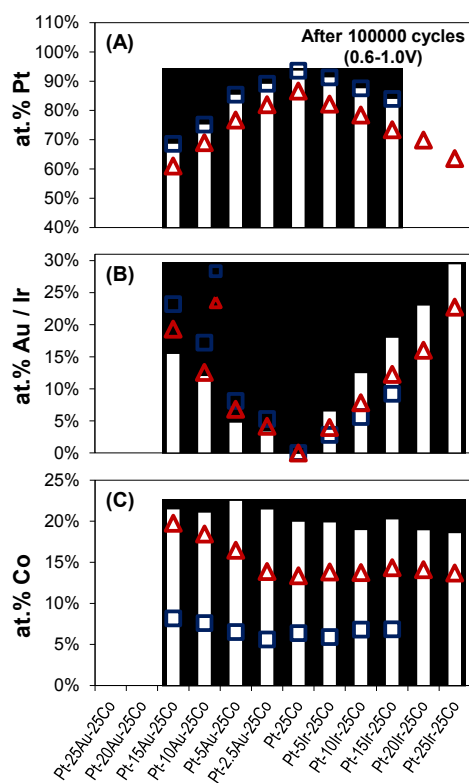 110%
100%
90%
80%
70%
60%
50%
40%
at.% Pt
(A)
After 100000 cycles
(0.6-1.0V)
30%
25%
20%
15%
10%
5%
0%
at.% Au / Ir
(B)
25%
20%
15%
10%
5%
0%
at.% Co
(C)
Pt-25Au-25Co
Pt-20Au-25Co
Pt-15Au-25Co
Pt-10Au-25Co
Pt-5Au-25Co
Pt-2.5Au-25Co
Pt-25Co
Pt-5Ir-25Co
Pt-10Ir-25Co
Pt-15Ir-25Co
Pt-20Ir-25Co
Pt-25Ir-25Co